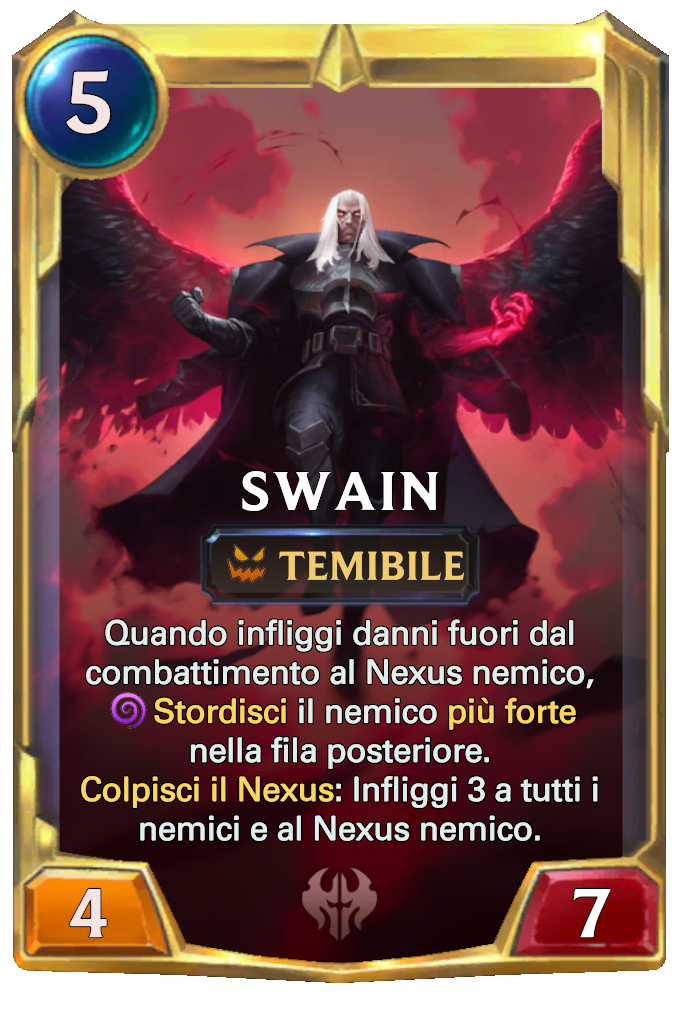 5
SWAIN
TEMIBILE
Quando infliggi danni fuori dal
combattimento al Nexus nemico,
Stordisci il nemico più forte
nella fila posteriore.
Colpisci il Nexus: Infliggi 3 a tutti i
nemici e al Nexus nemico.
4
7